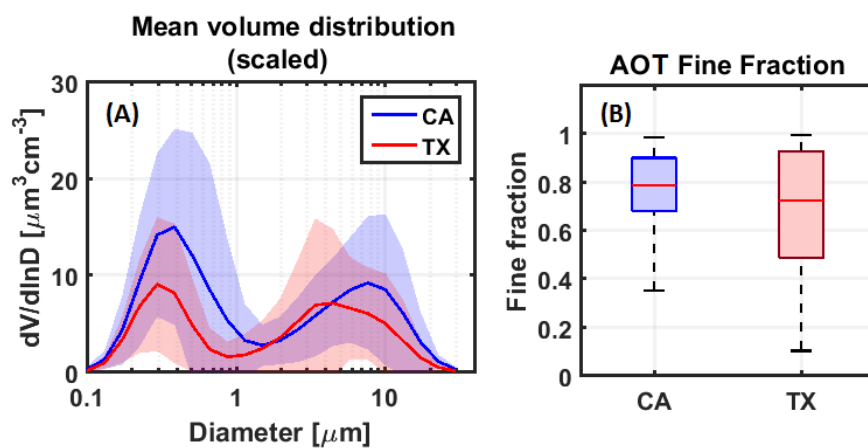 Mean volume distribution
(scaled)
(A)
CA
TX
30
20
10
0
dV/dlnD [μm³cm⁻³]
0.1
1
10
Diameter [μm]
AOT Fine Fraction
(B)
1
0.8
0.6
0.4
0.2
0
Fine fraction
CA
TX